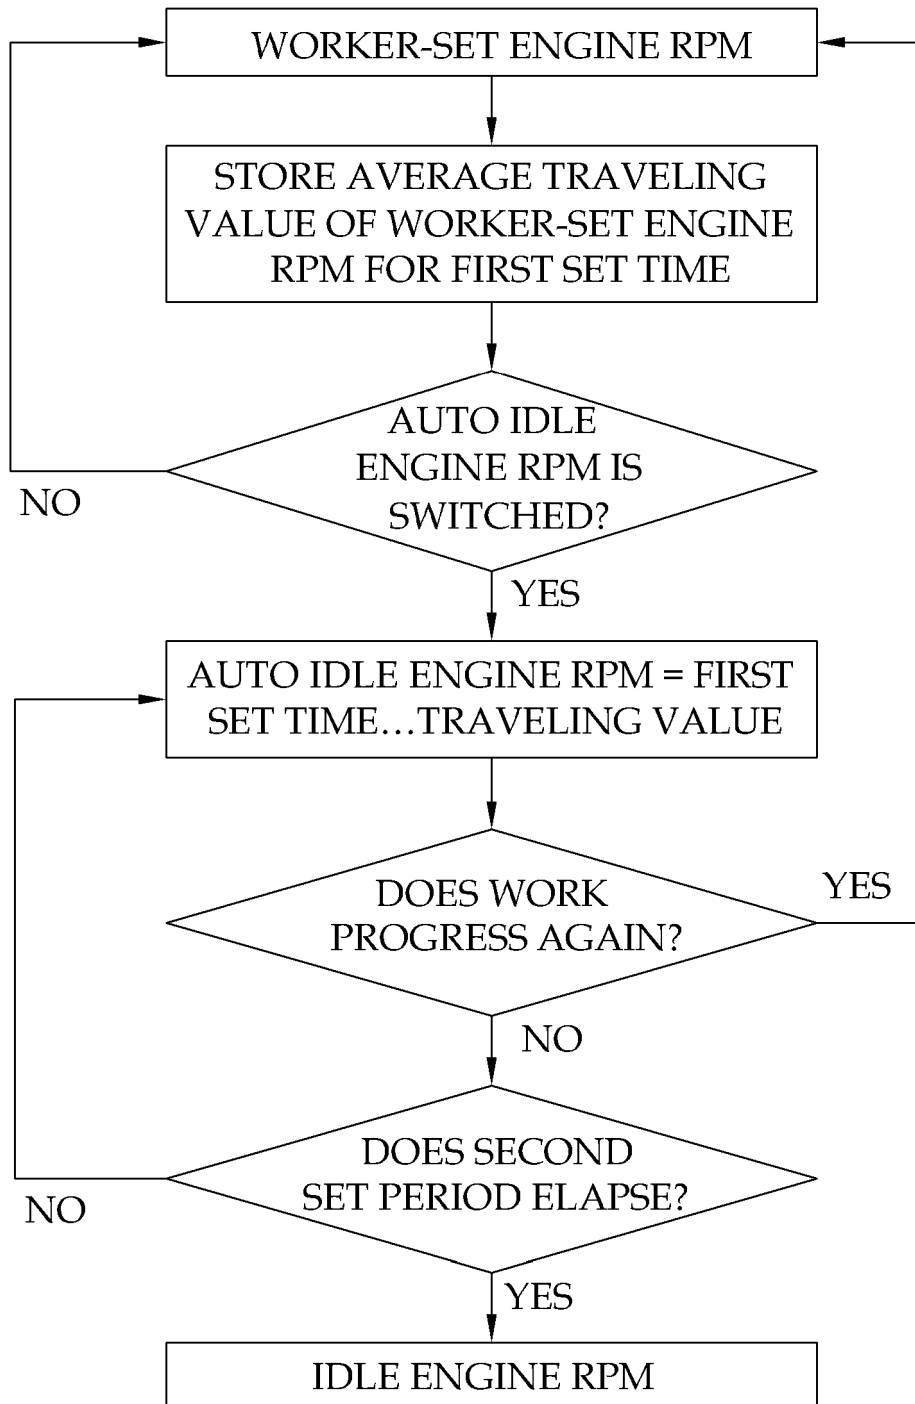 WORKER-SET ENGINE RPM
STORE AVERAGE TRAVELING
VALUE OF WORKER-SET ENGINE
RPM FOR FIRST SET TIME
AUTO IDLE
ENGINE RPM IS
SWITCHED?
NO
YES
AUTO IDLE ENGINE RPM = FIRST
SET TIME...TRAVELING VALUE
DOES WORK
PROGRESS AGAIN?
YES
NO
DOES SECOND
SET PERIOD ELAPSE?
NO
YES
IDLE ENGINE RPM